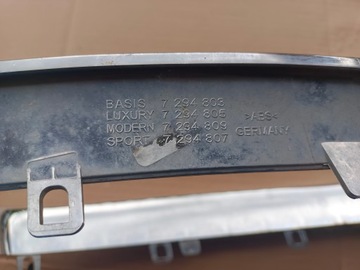 BASIS 7 294 803
LUXURY 7 294 805
MODERN 7 294 809
SPORT 7 294 807
>ABS<
GERMANY